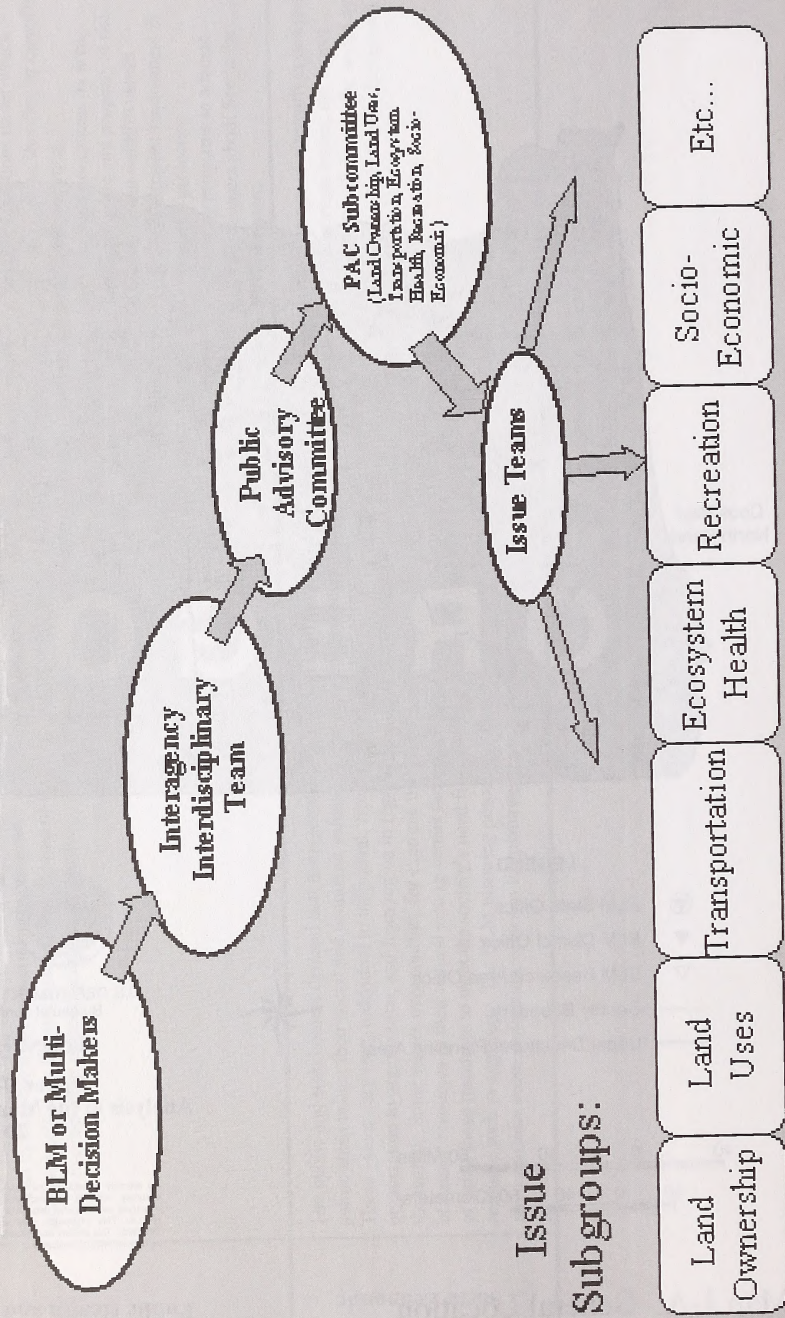 BLM or Multi-
Decision Makers
Interagency
Interdisciplinary
Team
Public
Advisory
Committee
PAC Subcommittee
(Land Ownership, Land Uses,
Transportation, Ecosystem
Health, Recreation, Socio-
Economic)
Issue Teams
Issue
Subgroups:
Land
Ownership
Land
Uses
Transportation
Ecosystem
Health
Recreation
Socio-
Economic
Etc...